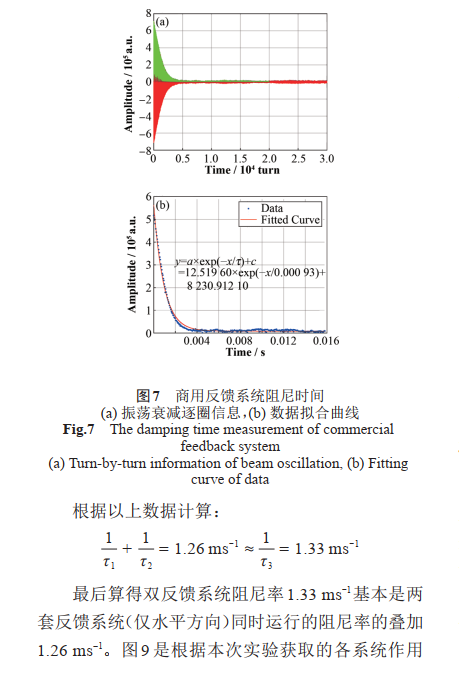 (a)
8
6
4
2
0
−2
−4
−6
−8
Amplitude / 10⁵ a.u.
0 0.5 1.0 1.5 2.0 2.5 3.0
Time / 10⁴ turn
(b)
6
5
4
3
2
1
0
Amplitude / 10⁵ a.u.
Data
Fitted Curve
y=a×exp(−x/τ)+c
=12.519 60×exp(−x/0.000 93)+
8 230.912 10
0.004 0.008 0.012 0.016
Time / s
图7 商用反馈系统阻尼时间
(a) 振荡衰减逐圈信息,(b) 数据拟合曲线
Fig.7 The damping time measurement of commercial
feedback system
(a) Turn-by-turn information of beam oscillation, (b) Fitting
curve of data
根据以上数据计算：
1/τ₁ + 1/τ₂ = 1.26 ms⁻¹ ≈ 1/τ₃ = 1.33 ms⁻¹
最后算得双反馈系统阻尼率1.33 ms⁻¹基本是两
套反馈系统(仅水平方向)同时运行的阻尼率的叠加
1.26 ms⁻¹。图9是根据本次实验获取的各系统作用